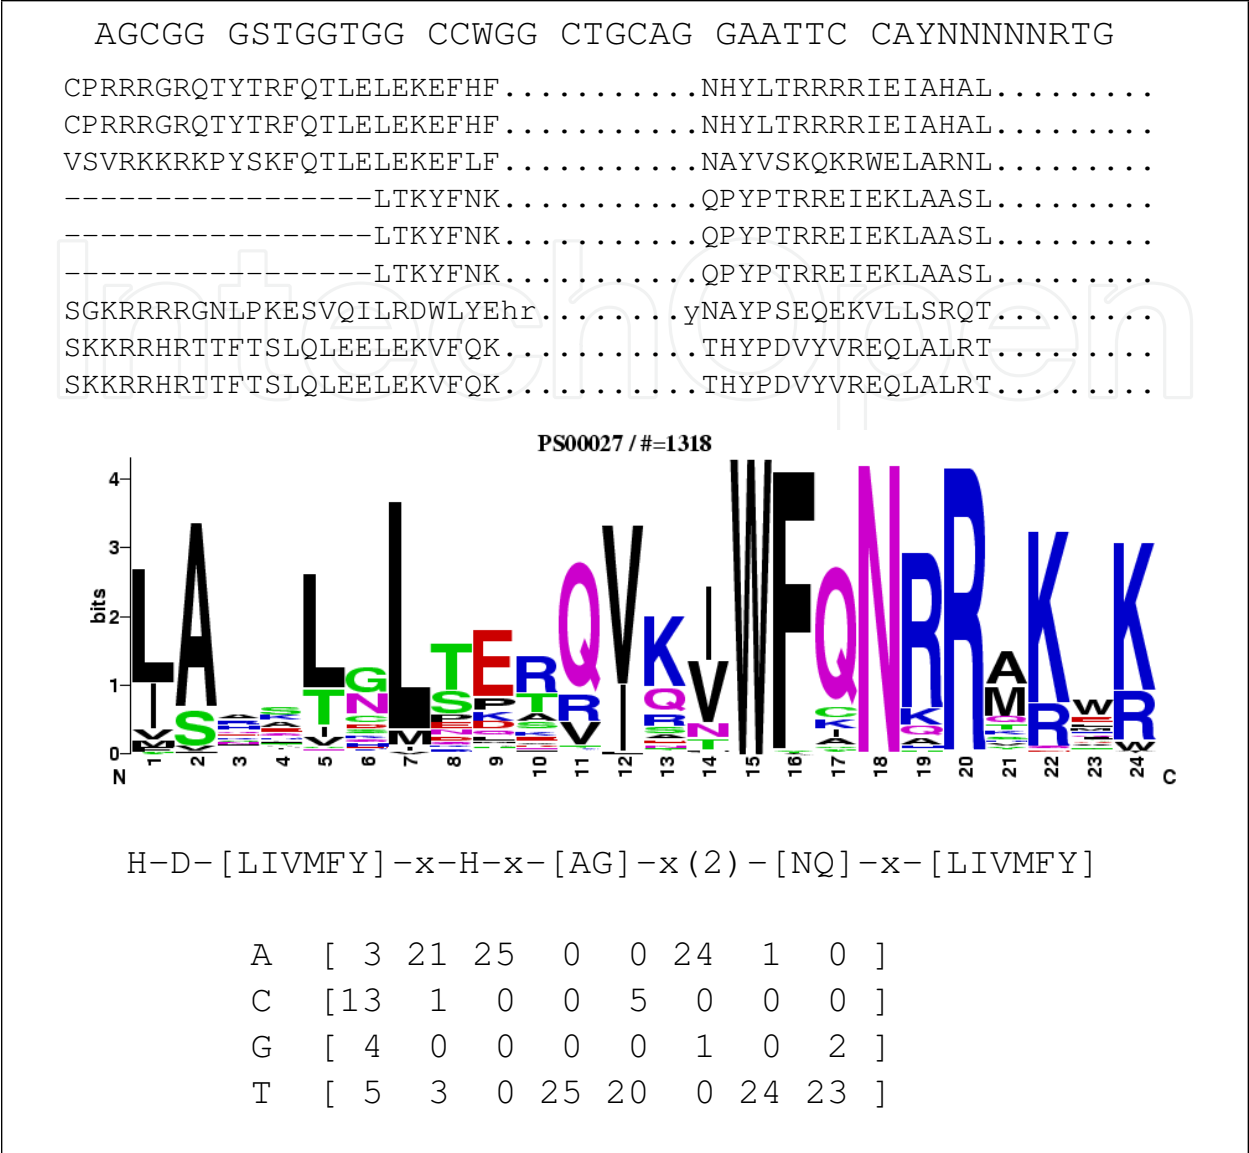 AGCGG GSTGGTGG CCWGG CTGCAG GAATTC CAYNNNNNRTG
CPRRRGRQTYTRFQTLELEKEFHF...........NHYLTRRRRIEIAHAL.........
CPRRRGRQTYTRFQTLELEKEFHF...........NHYLTRRRRIEIAHAL.........
VSVRKKRKPYSKFQTLELEKEFLF...........NAYVSKQKRWELARNL.........
-----------------LTKYFNK...........QPYPTRREIEKLAASL.........
-----------------LTKYFNK...........QPYPTRREIEKLAASL.........
-----------------LTKYFNK...........QPYPTRREIEKLAASL.........
SGKRRRRGNLPKESVQILRDWLYEhr........yNAYPSEQEKVLLSRQT.........
SKKRRHRTTFTSLQLEELEKVFQK...........THYPDVYVREQLALRT.........
SKKRRHRTTFTSLQLEELEKVFQK...........THYPDVYVREQLALRT.........
IntechOpen
PS00027 / #=1318
4
3
2
1
0
bits
N 1 2 3 4 5 6 7 8 9 10 11 12 13 14 15 16 17 18 19 20 21 22 23 24 C
H-D-[LIVMFY]-x-H-x-[AG]-x(2)-[NQ]-x-[LIVMFY]
A [ 3 21 25 0 0 24 1 0 ]
C [13 1 0 0 5 0 0 0 ]
G [ 4 0 0 0 0 1 0 2 ]
T [ 5 3 0 25 20 0 24 23 ]